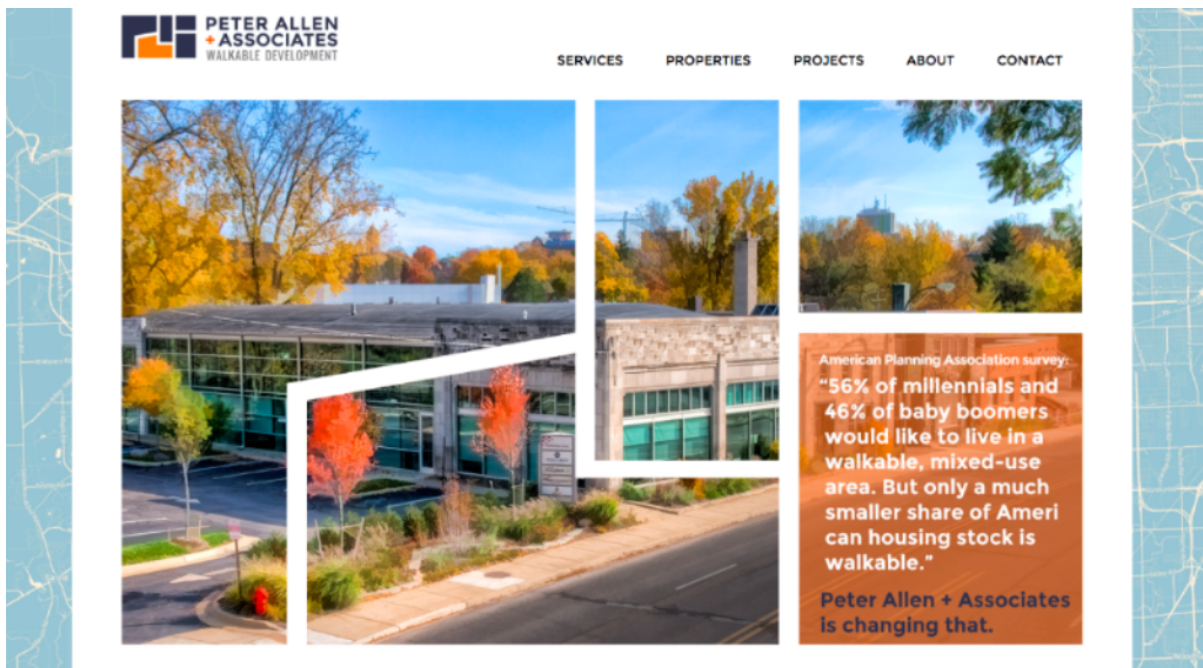 PETER ALLEN
+ ASSOCIATES
WALKABLE DEVELOPMENT
SERVICES PROPERTIES PROJECTS ABOUT CONTACT
American Planning Association survey:
“56% of millennials and
46% of baby boomers
would like to live in a
walkable, mixed-use
area. But only a much
smaller share of Ameri
can housing stock is
walkable.”
Peter Allen + Associates
is changing that.